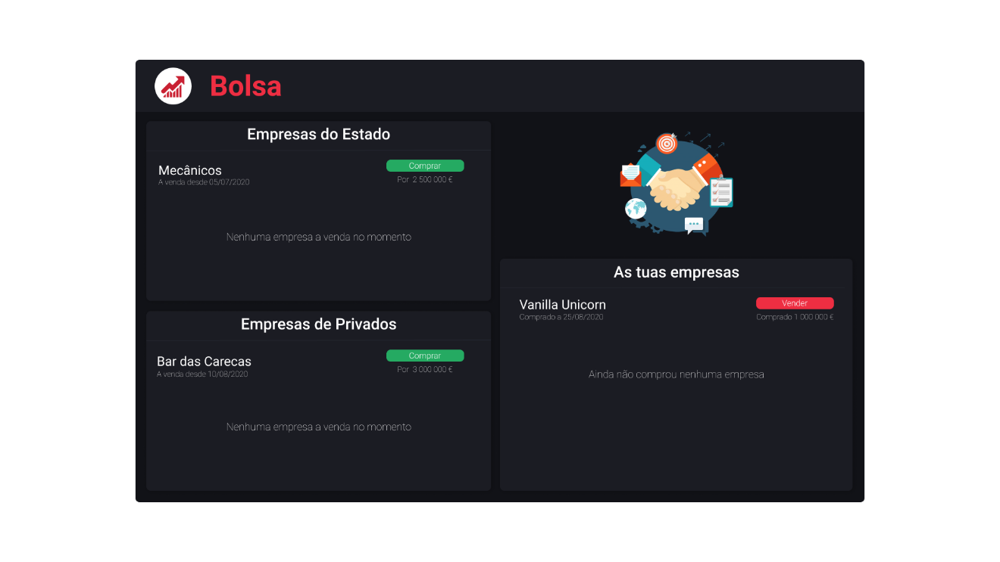 Bolsa
Empresas do Estado
Mecânicos
A venda desde 05/07/2020
Comprar
Por 2 500 000 €
Nenhuma empresa a venda no momento
Empresas de Privados
Bar das Carecas
A venda desde 10/08/2020
Comprar
Por 3 000 000 €
Nenhuma empresa a venda no momento
As tuas empresas
Vanilla Unicorn
Comprado a 25/08/2020
Vender
Comprado 1 000 000 €
Ainda não comprou nenhuma empresa